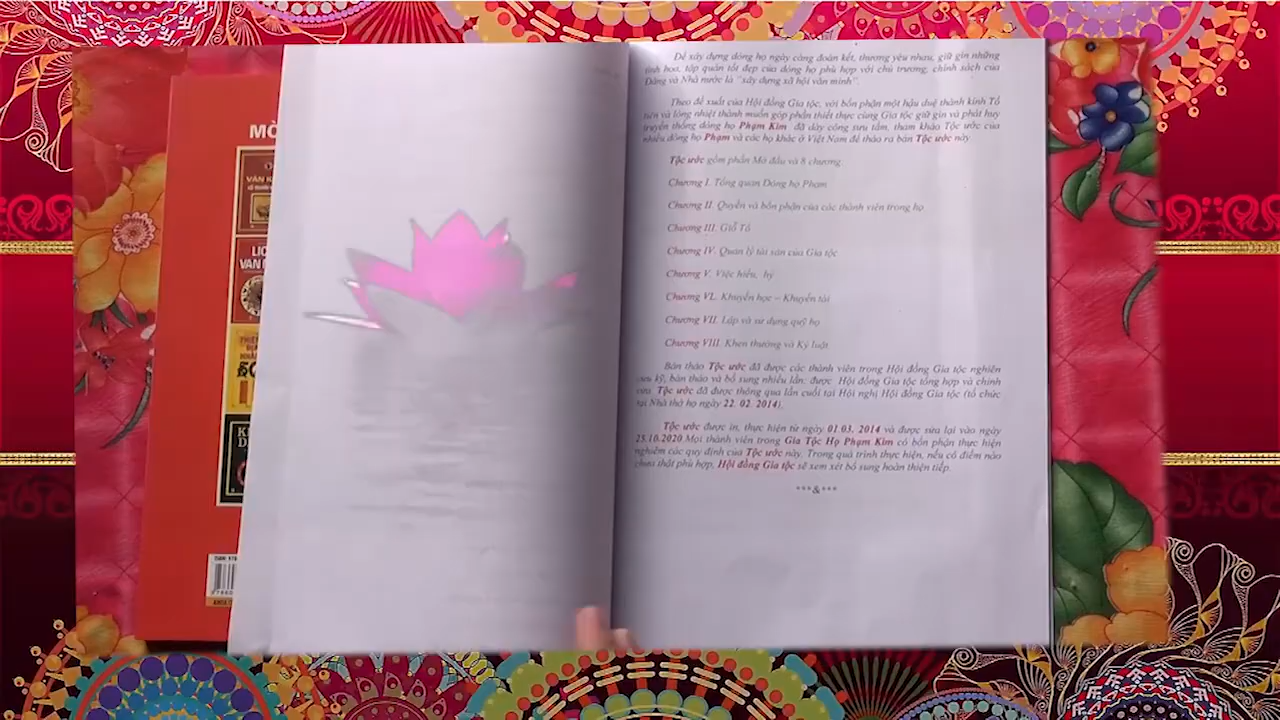 MỜ
VĂN K
LỊC
VĂN
ISBN: 978
Để xây dựng dòng họ ngày càng đoàn kết, thương yêu nhau, giữ gìn những
tinh hoa, tập quán tốt đẹp của dòng họ phù hợp với chủ trương, chính sách của
Đảng và Nhà nước là "xây dựng xã hội văn minh".
Theo đề xuất của Hội đồng Gia tộc, với bổn phận một hậu duệ thành kính Tổ
tiên và lòng nhiệt thành muốn góp phần thiết thực cùng Gia tộc giữ gìn và phát huy
truyền thống dòng họ Phạm Kim đã dày công sưu tầm, tham khảo Tộc ước của
nhiều dòng họ Phạm và các họ khác ở Việt Nam để thảo ra bản Tộc ước này
Tộc ước gồm phần Mở đầu và 8 chương:
Chương I. Tổng quan Dòng họ Phạm
Chương II. Quyền và bổn phận của các thành viên trong họ
Chương III. Giỗ Tổ
Chương IV. Quản lý tài sản của Gia tộc
Chương V. Việc hiếu, hỷ
Chương VI. Khuyến học – Khuyến tài
Chương VII. Lập và sử dụng quỹ họ
Chương VIII. Khen thưởng và Kỷ luật
Bản thảo Tộc ước đã được các thành viên trong Hội đồng Gia tộc nghiên
cứu kỹ, bản thảo và bổ sung nhiều lần: được Hội đồng Gia tộc tổng hợp và chỉnh
sửa. Tộc ước đã được thông qua lần cuối tại Hội nghị Hội đồng Gia tộc (tổ chức
tại Nhà thờ họ ngày 22. 02. 2014).
Tộc ước được in, thực hiện từ ngày 01.03. 2014 và được sửa lại vào ngày
25.10.2020 Mọi thành viên trong Gia Tộc Họ Phạm Kim có bổn phận thực hiện
nghiêm các quy định của Tộc ước này. Trong quá trình thực hiện, nếu có điểm nào
chưa thật phù hợp, Hội đồng Gia tộc sẽ xem xét bổ sung hoàn thiện tiếp.
***&***